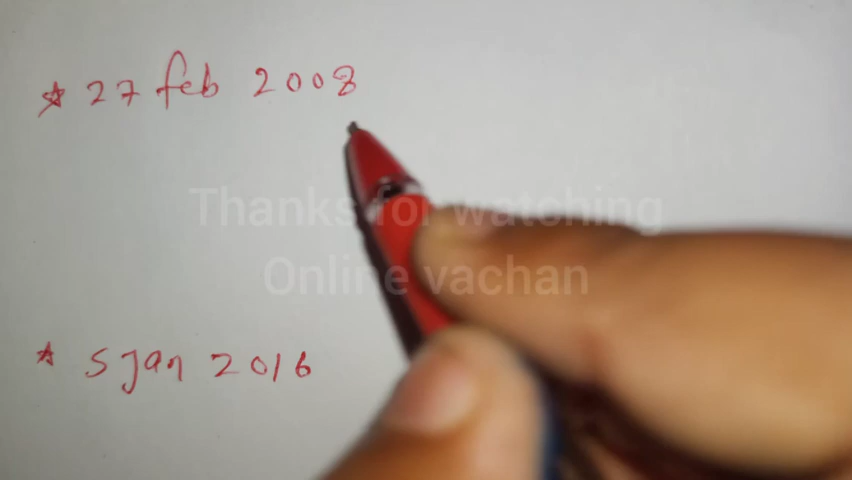 * 27 feb 2008
Thanks for watching
Online vachan
* 5 Jan 2016